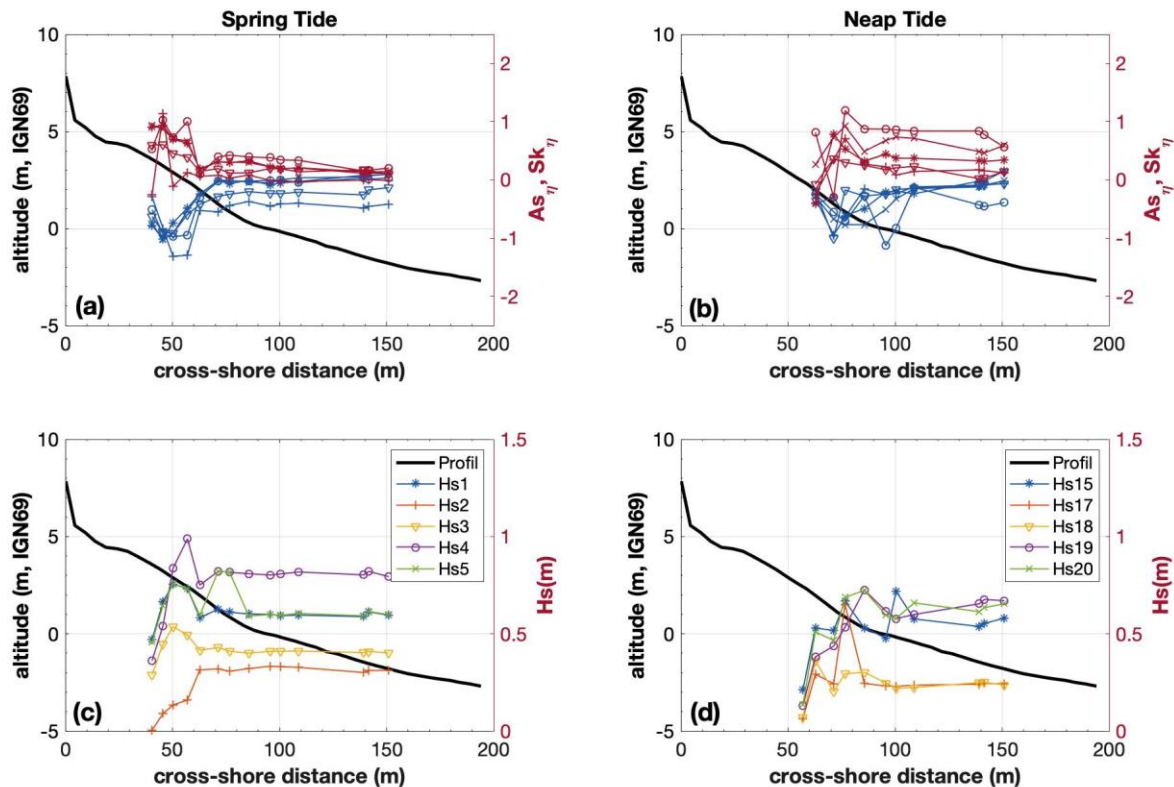 Spring Tide
Neap Tide
10
5
0
-5
altitude (m, IGN69)
2
1
0
-1
-2
As η, Sk η
(a)
0
50
100
150
200
cross-shore distance (m)
10
5
0
-5
altitude (m, IGN69)
2
1
0
-1
-2
As η, Sk η
(b)
0
50
100
150
200
cross-shore distance (m)
10
5
0
-5
altitude (m, IGN69)
1.5
1
0.5
0
Hs(m)
Profil
Hs1
Hs2
Hs3
Hs4
Hs5
(c)
0
50
100
150
200
cross-shore distance (m)
10
5
0
-5
altitude (m, IGN69)
1.5
1
0.5
0
Hs(m)
Profil
Hs15
Hs17
Hs18
Hs19
Hs20
(d)
0
50
100
150
200
cross-shore distance (m)